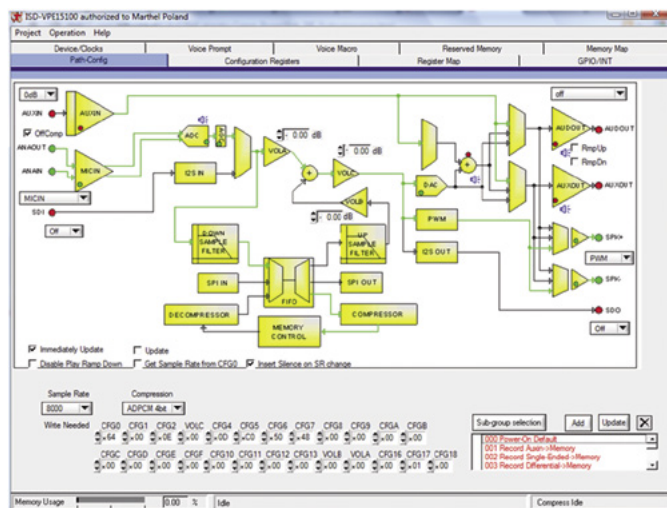 ISD-VPE15100 authorized to Marthel Poland
Project Operation Help
Device/Clocks Voice Prompt Voice Macro Reserved Memory Memory Map
Path-Config Configuration Registers Register Map GPIO/INT
0dB off
AUXIN AUXIN AUDOUT AUDOUT
OffComp RmpUp
ANAOUT ADC 0.00 dB RmpDn
ANAIN MICIN VOLA 0.00 dB AUXOUT AUXOUT
MICIN I2S IN VOLC DAC
SDI VOLB
Off 0.00 dB PWM SPK+
DOWN SAMPLE FILTER UP SAMPLE FILTER I2S OUT PWM
SPI IN SPI OUT SPK-
FIFO
DECOMPRESSOR COMPRESSOR SDO
MEMORY CONTROL Off
Immediately Update Update
Disable Play Ramp Down Get Sample Rate from CFG0 Insert Silence on SR change
Sample Rate Compression
8000 ADPCM 4bit
Write Needed CFG0 CFG1 CFG2 VOLC CFG4 CFG5 CFG6 CFG7 CFG8 CFG9 CFGA CFGB
x64 x00 x0E x00 x0D xC0 x50 x48 x00 x00 x00 x00
CFGC CFGD CFGE CFGF CFG10 CFG11 CFG12 CFG13 VOLB VOLA CFG16 CFG17 CFG18
x00 x00 x00 x00 x00 x00 x00 x00 x00 x00 x00 x01 x00
Sub-group selection Add Update
000 Power-On Default
001 Record Auxin->Memory
002 Record Single-Ended->Memory
003 Record Differential->Memory
Memory Usage 0.00 % Idle Compress Idle